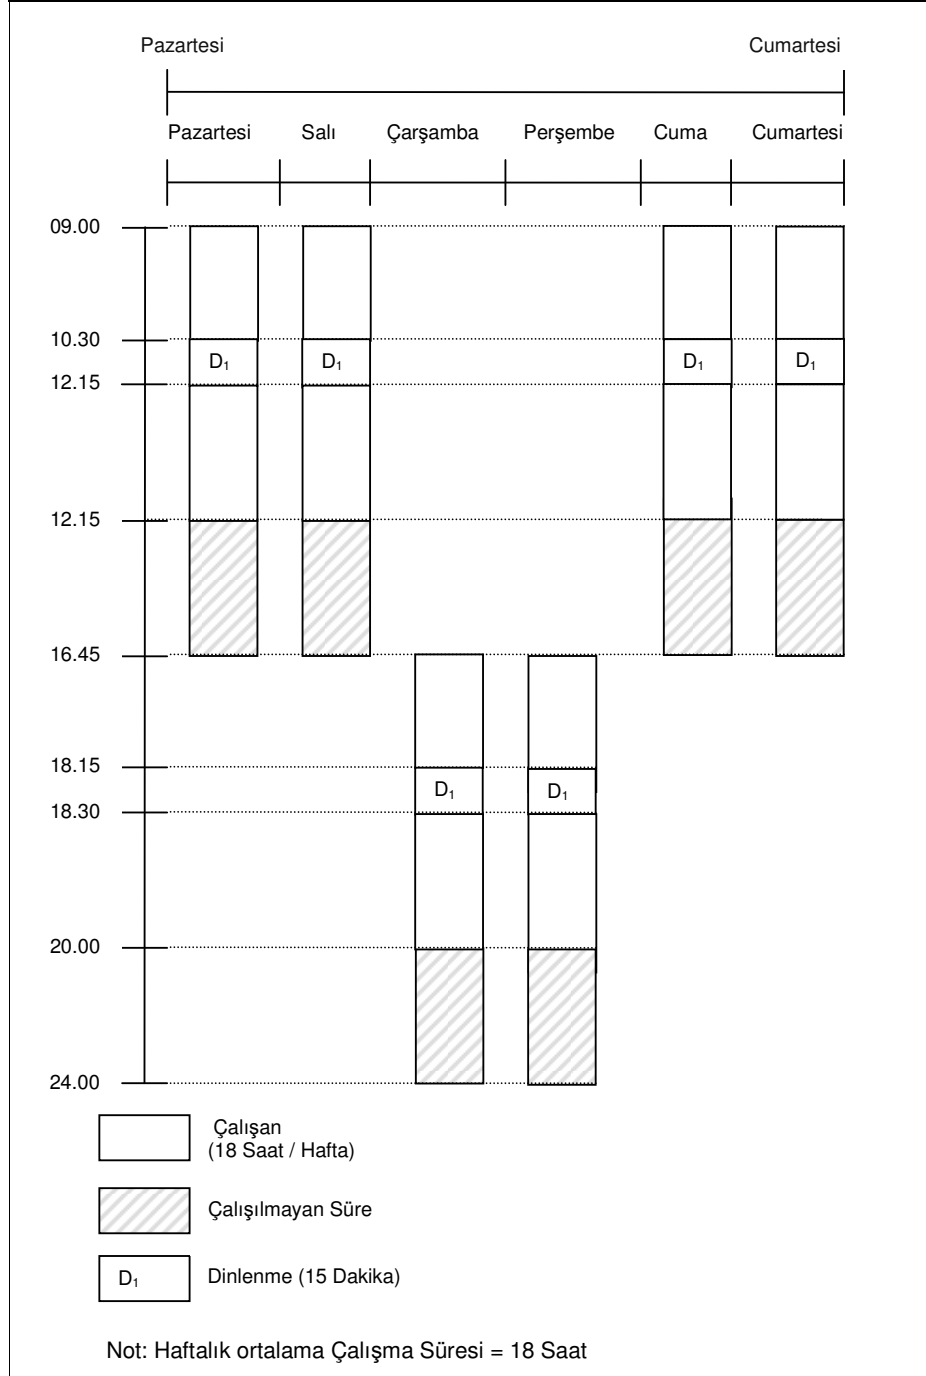 Pazartesi Cumartesi
Pazartesi Salı Çarşamba Perşembe Cuma Cumartesi
09.00
10.30
D₁ D₁ D₁ D₁
12.15
12.15
16.45
18.15
D₁ D₁
18.30
20.00
24.00
Çalışan
(18 Saat / Hafta)
Çalışılmayan Süre
D₁ Dinlenme (15 Dakika)
Not: Haftalık ortalama Çalışma Süresi = 18 Saat